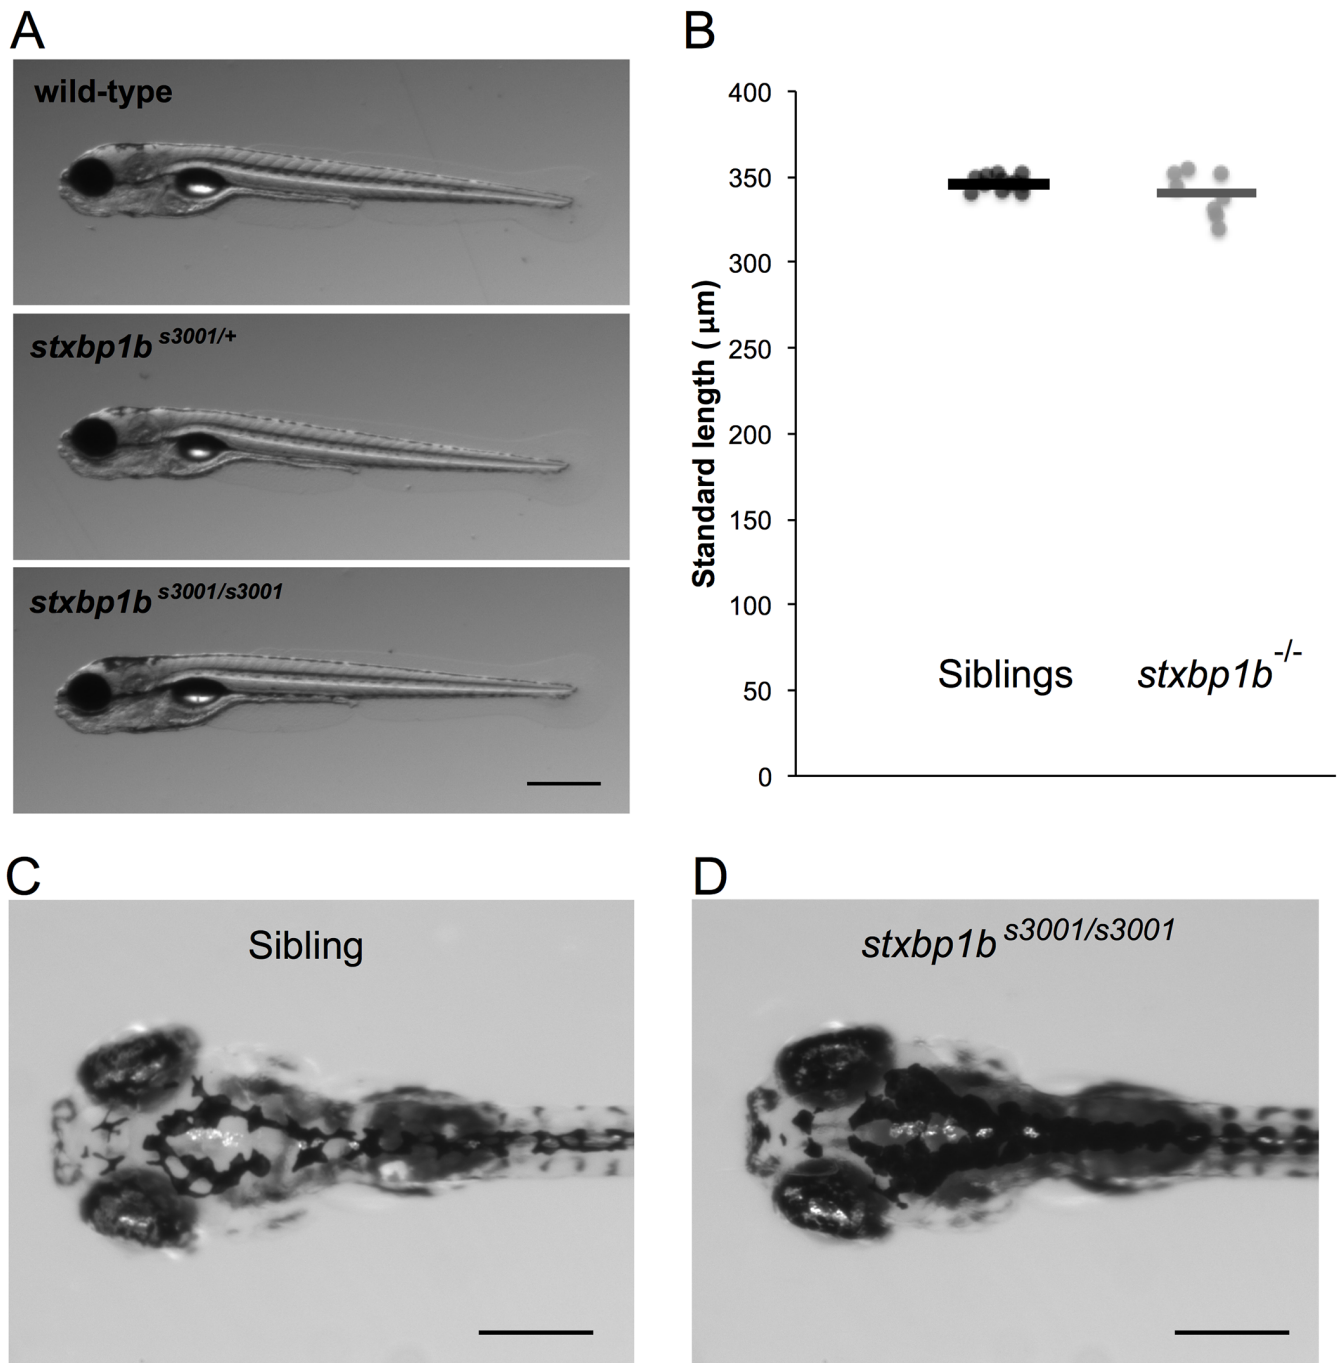 A
wild-type
stxbp1b s3001/+
stxbp1b s3001/s3001
B
400
350
300
250
200
150
100
50
0
Standard length ( μm)
Siblings
stxbp1b-/-
C
Sibling
D
stxbp1b s3001/s3001